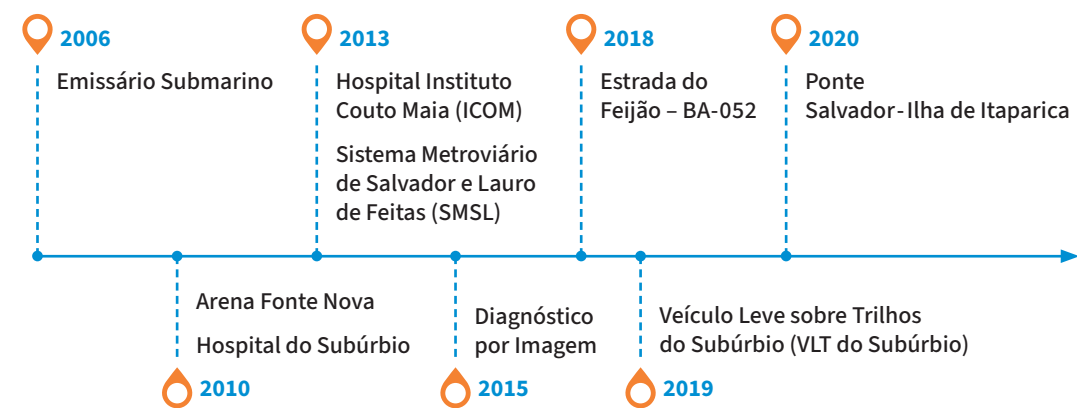 2006
Emissário Submarino
2013
Hospital Instituto
Couto Maia (ICOM)
Sistema Metroviário
de Salvador e Lauro
de Feitas (SMSL)
2018
Estrada do
Feijão – BA-052
2020
Ponte
Salvador-Ilha de Itaparica
Arena Fonte Nova
Hospital do Subúrbio
2010
Diagnóstico
por Imagem
2015
Veículo Leve sobre Trilhos
do Subúrbio (VLT do Subúrbio)
2019